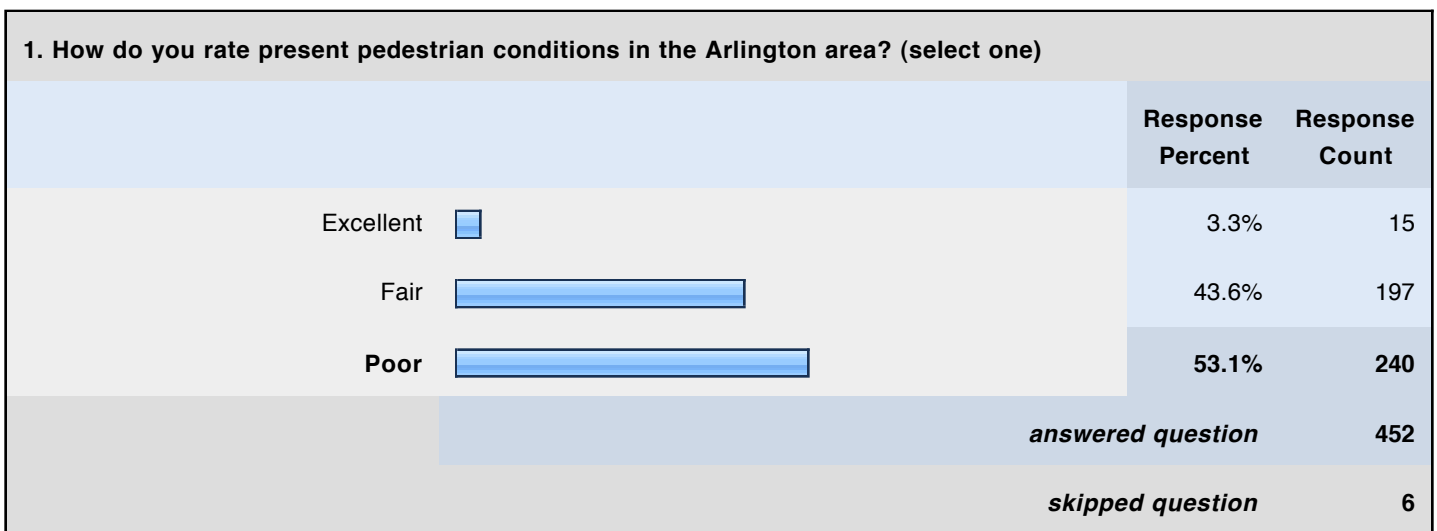 1. How do you rate present pedestrian conditions in the Arlington area? (select one)
Response Percent Response Count
Excellent 3.3% 15
Fair 43.6% 197
Poor 53.1% 240
answered question 452
skipped question 6